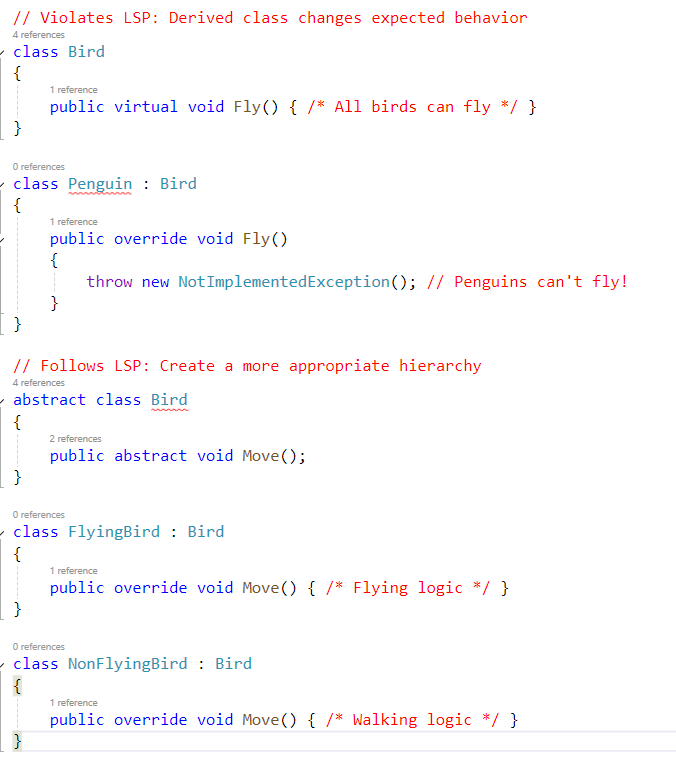 // Violates LSP: Derived class changes expected behavior
4 references
class Bird
{
1 reference
public virtual void Fly() { /* All birds can fly */ }
}
0 references
class Penguin : Bird
{
1 reference
public override void Fly()
{
throw new NotImplementedException(); // Penguins can't fly!
}
}
// Follows LSP: Create a more appropriate hierarchy
4 references
abstract class Bird
{
2 references
public abstract void Move();
}
0 references
class FlyingBird : Bird
{
1 reference
public override void Move() { /* Flying logic */ }
}
0 references
class NonFlyingBird : Bird
{
1 reference
public override void Move() { /* Walking logic */ }
}